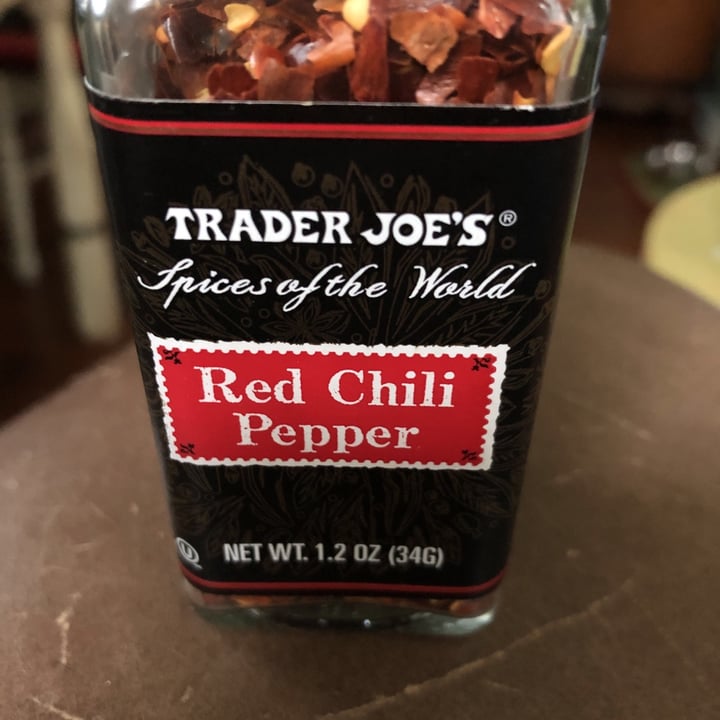 TRADER JOE'S®
Spices of the World
Red Chili
Pepper
U NET WT. 1.2 OZ (34G)